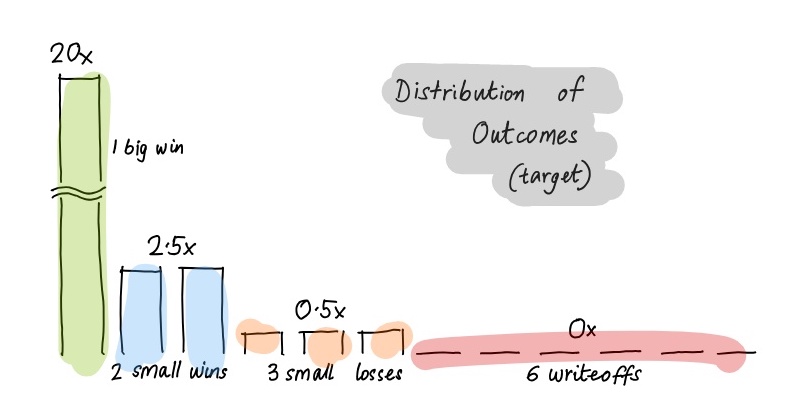 20x
1 big win
Distribution of
Outcomes
(target)
2.5x
2 small wins
0.5x
3 small losses
0x
6 writeoffs